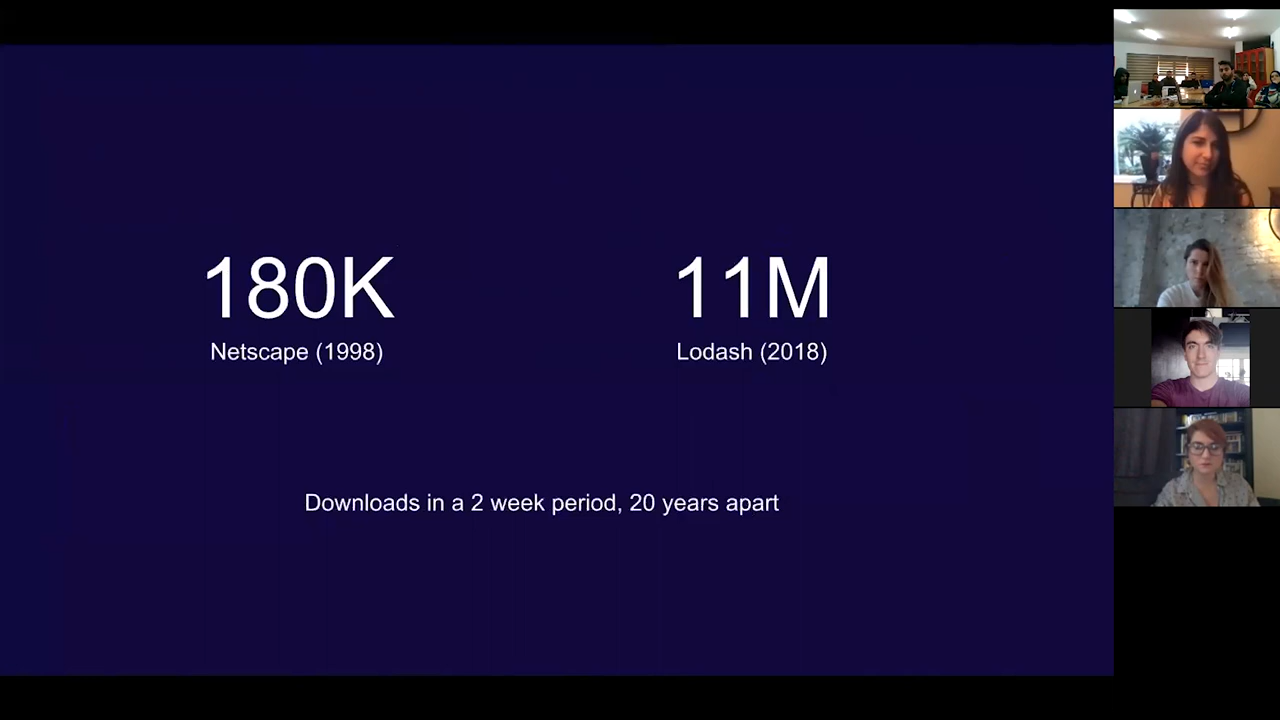 180K
Netscape (1998)
11M
Lodash (2018)
Downloads in a 2 week period, 20 years apart